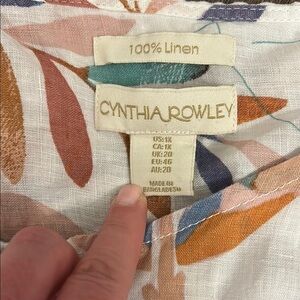 100% Linen
CYNTHIA ROWLEY
US:1X
CA:1X
UK:20
EU:46
AU:20
MADE IN
BANGLADESH